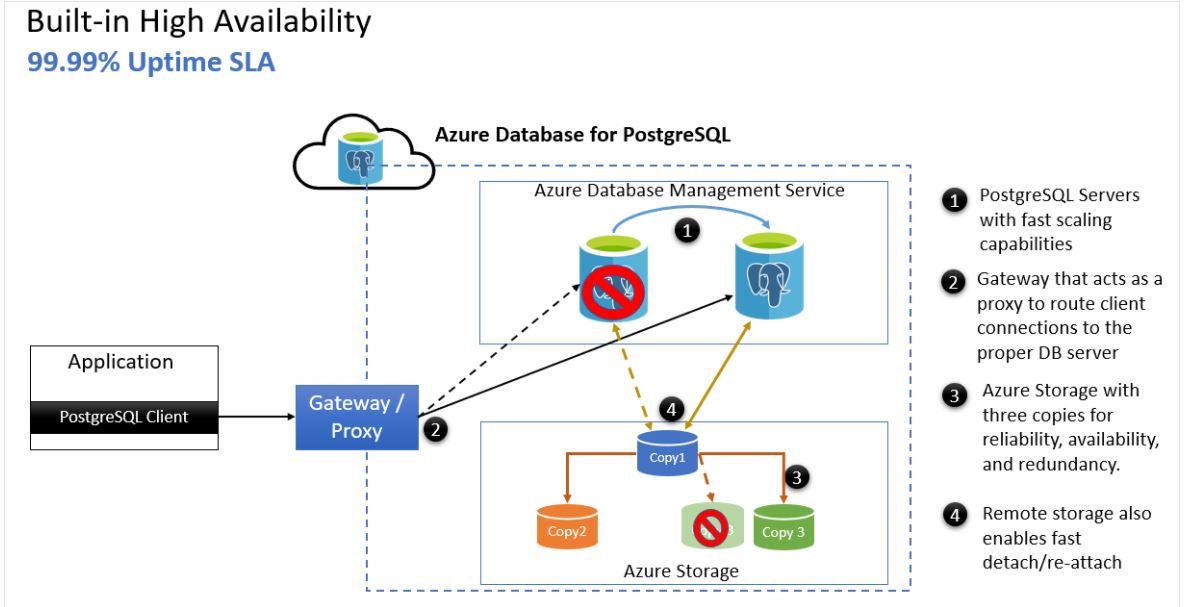 Built-in High Availability
99.99% Uptime SLA
Azure Database for PostgreSQL
Azure Database Management Service
1
Application
PostgreSQL Client
Gateway /
Proxy
2
4
Copy1
3
Copy2
Copy 3
Azure Storage
1 PostgreSQL Servers
with fast scaling
capabilities
2 Gateway that acts as a
proxy to route client
connections to the
proper DB server
3 Azure Storage with
three copies for
reliability, availability,
and redundancy.
4 Remote storage also
enables fast
detach/re-attach